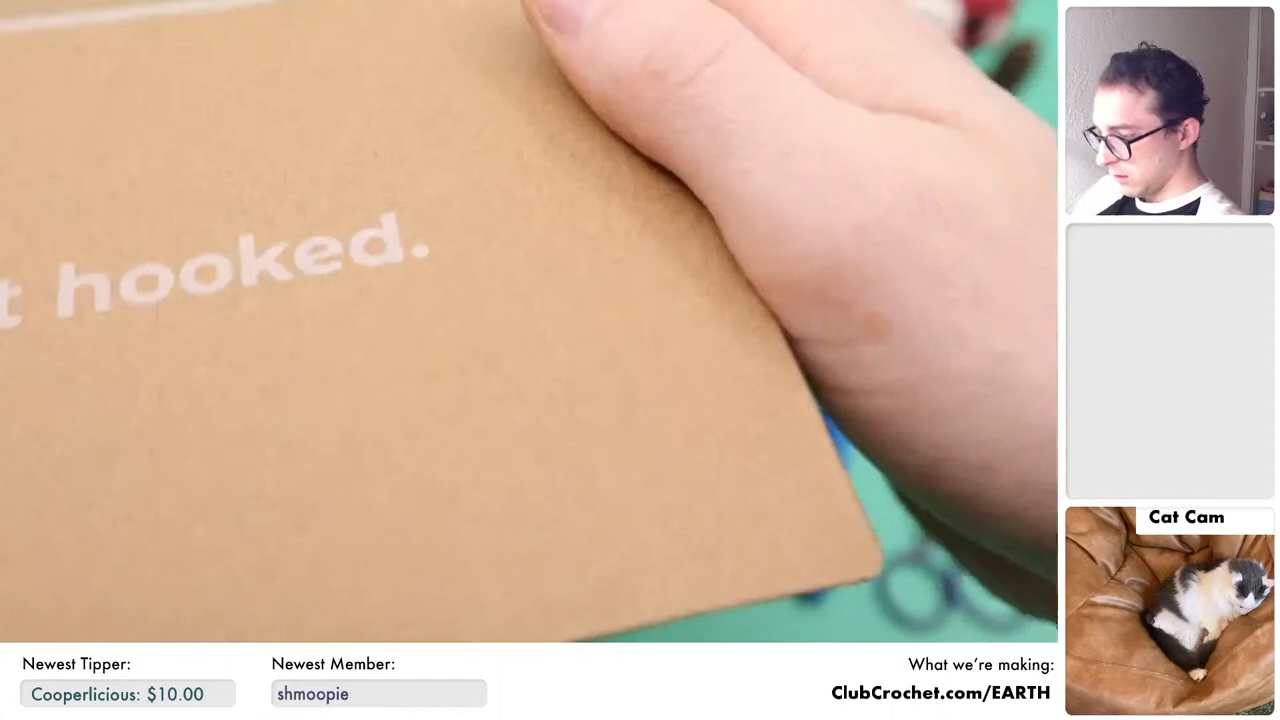 t hooked.
Cat Cam
Newest Tipper:
Newest Member:
What we're making:
Cooperlicious: $10.00
shmoopie
ClubCrochet.com/EARTH